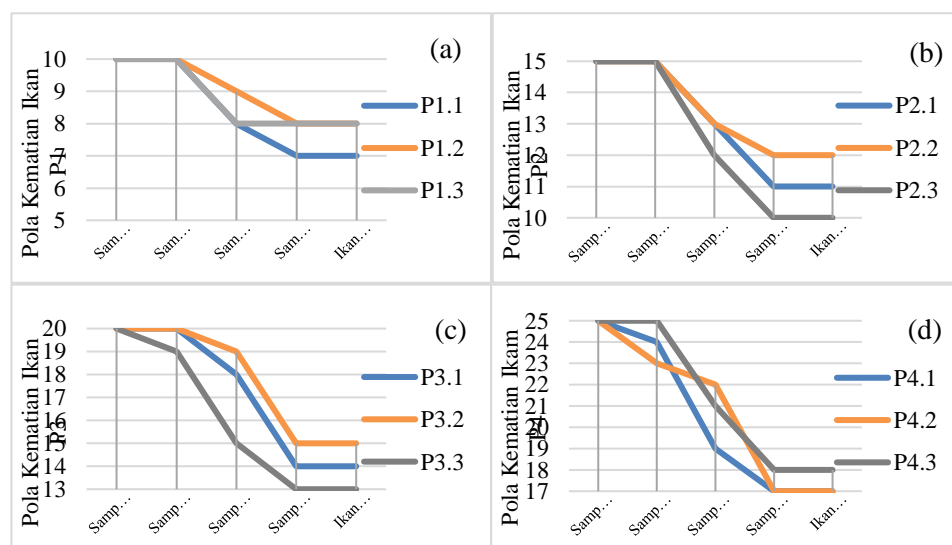 (a)
Pola Kematian Ikan
P1
10
9
8
7
6
5
Sam...
Sam...
Sam...
Sam...
Ikan...
P1.1
P1.2
P1.3
(b)
Pola Kematian Ikan
P2
15
14
13
12
11
10
Samp...
Samp...
Samp...
Samp...
Ikan...
P2.1
P2.2
P2.3
(c)
Pola Kematian Ikan
P3
20
19
18
17
16
15
14
13
Samp...
Samp...
Samp...
Samp...
Ikan...
P3.1
P3.2
P3.3
(d)
Pola Kematian Ikam
P4
25
24
23
22
21
20
19
18
17
Samp...
Samp...
Samp...
Samp...
Ikan...
P4.1
P4.2
P4.3